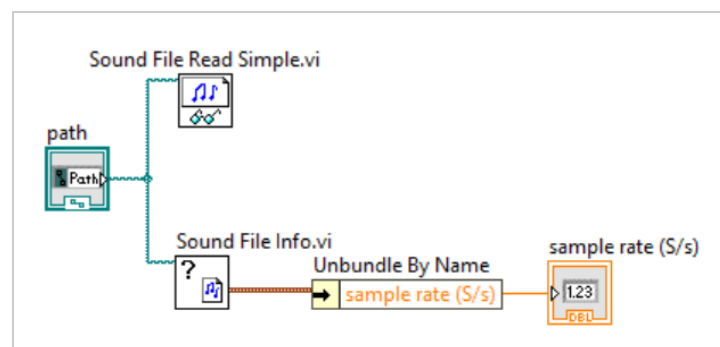 Sound File Read Simple.vi
path
Path
Sound File Info.vi
?
Unbundle By Name
sample rate (S/s)
sample rate (S/s)
1.23
DBL